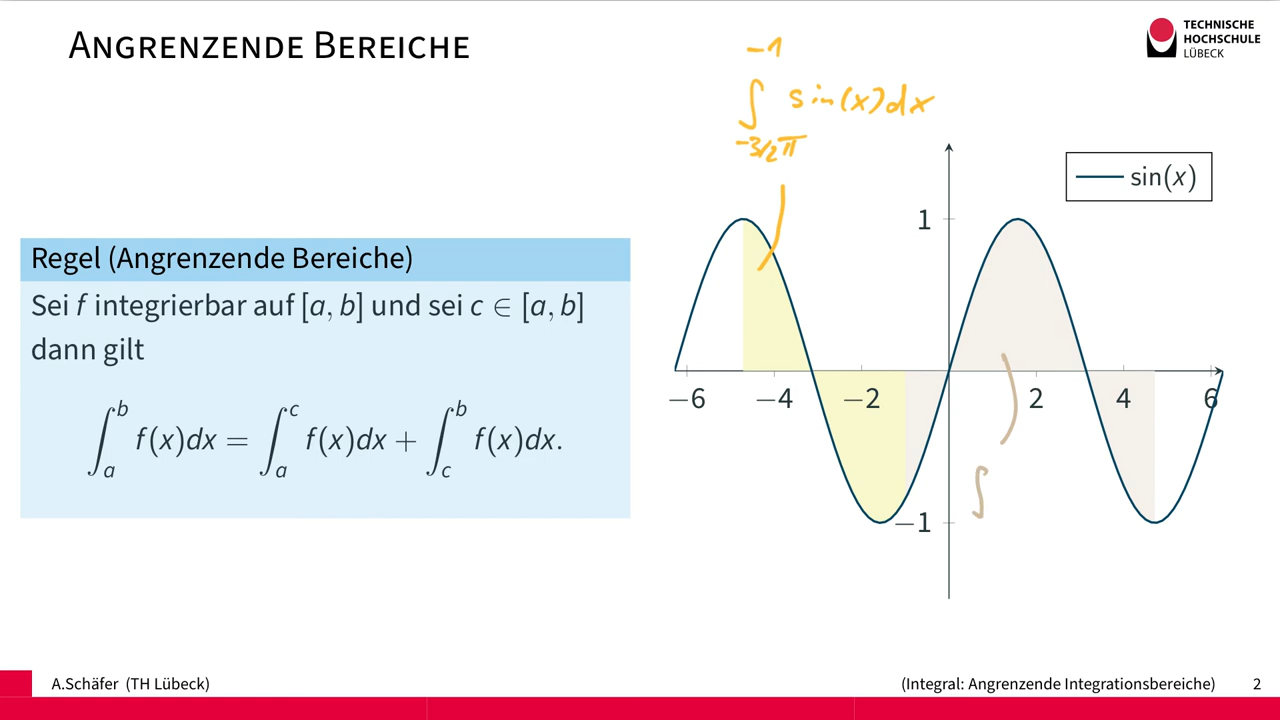 ANGRENZENDE BEREICHE
TECHNISCHE
HOCHSCHULE
LÜBECK
-1
∫ sin(x)dx
-3/2π
sin(x)
1
Regel (Angrenzende Bereiche)
Sei f integrierbar auf [a, b] und sei c ∈ [a, b]
dann gilt
∫_a^b f(x)dx = ∫_a^c f(x)dx + ∫_c^b f(x)dx.
−6 −4 −2 2 4 6
∫
−1
A.Schäfer (TH Lübeck) (Integral: Angrenzende Integrationsbereiche) 2